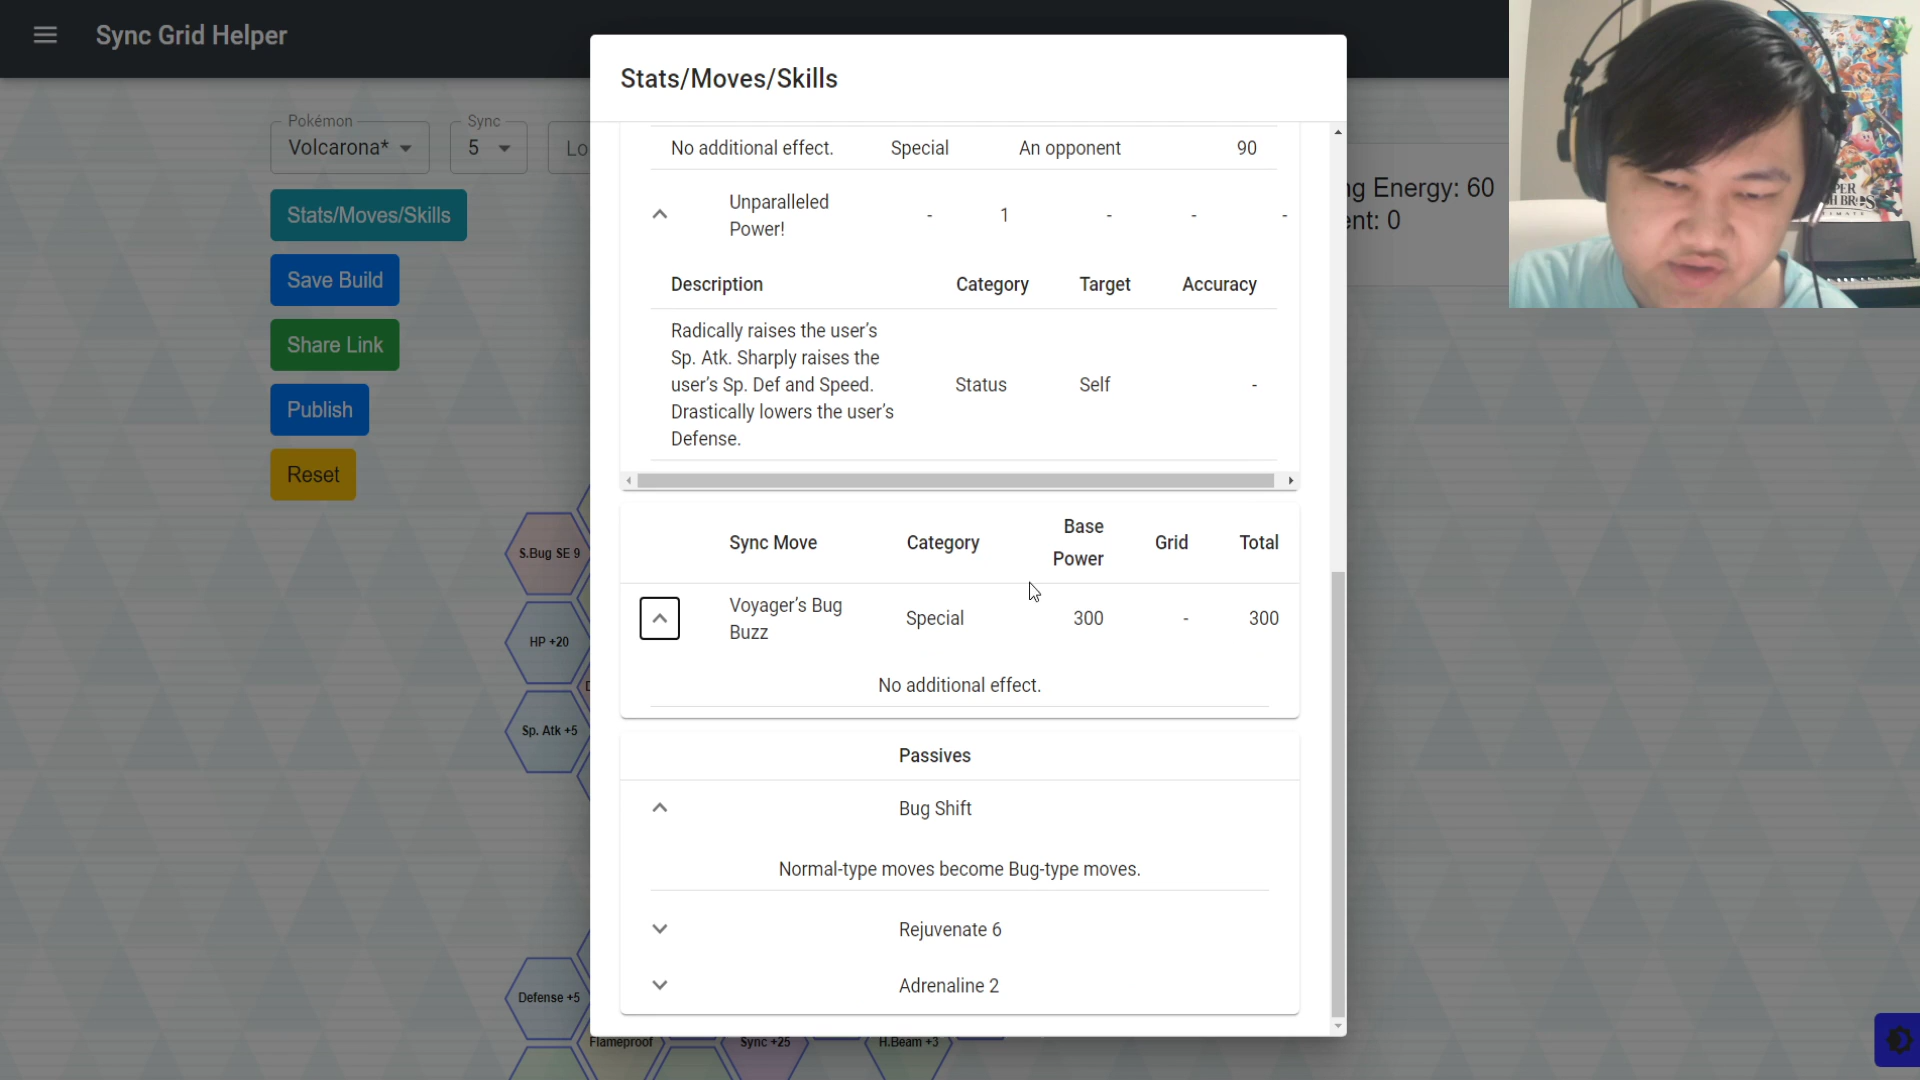 Sync Grid Helper
Stats/Moves/Skills
Pokémon
Volcarona*
Sync
5
Lo
Stats/Moves/Skills
Save Build
Share Link
Publish
Reset
ng Energy: 60
ent: 0
No additional effect. Special An opponent 90
Unparalleled
Power!
- 1 - - -
Description Category Target Accuracy
Radically raises the user’s
Sp. Atk. Sharply raises the
user’s Sp. Def and Speed.
Drastically lowers the user’s
Defense.
Status Self -
Sync Move Category Base
Power Grid Total
Voyager’s Bug
Buzz
Special 300 - 300
No additional effect.
Passives
Bug Shift
Normal-type moves become Bug-type moves.
Rejuvenate 6
Adrenaline 2
S.Bug SE 9
HP +20
Sp. Atk +5
Defense +5
Flameproof
Sync +25
H.Beam +3